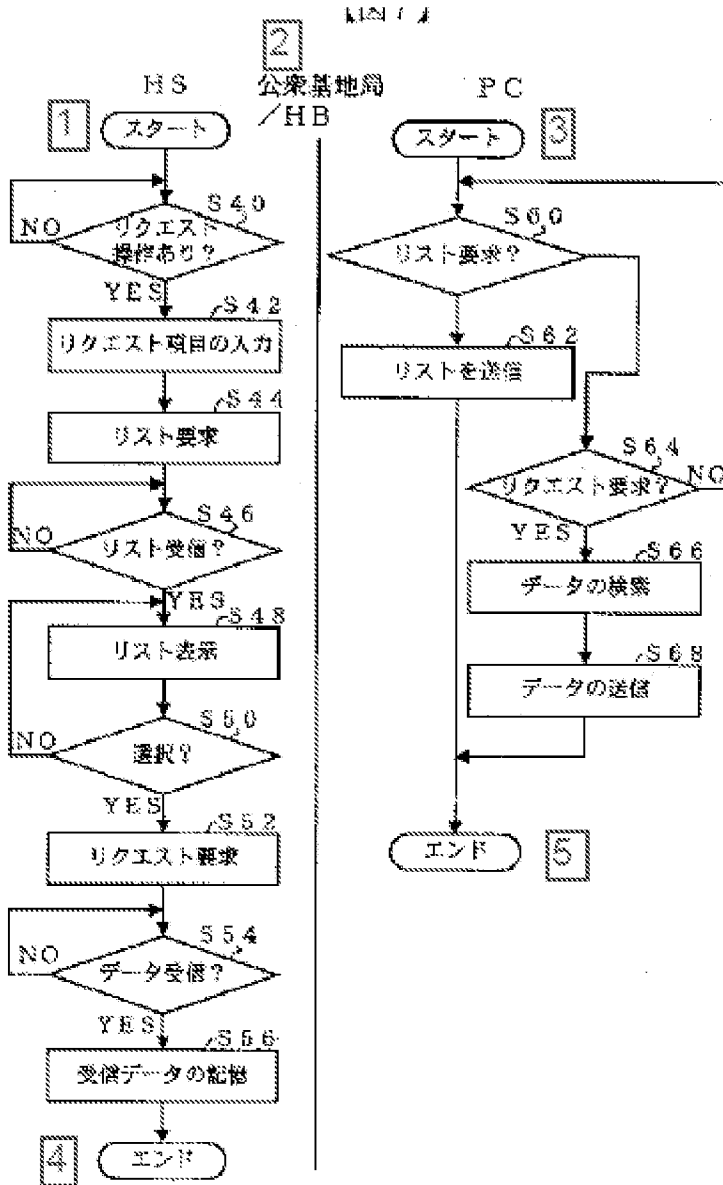 2
HS
公衆基地局
/HB
PC
1
スタート
スタート
3
S40
NO
リクエスト
操作あり?
YES
S42
リクエスト項目の入力
S44
リスト要求
S46
NO
リスト受信?
YES
S48
リスト表示
S50
NO
選択?
YES
S52
リクエスト要求
S54
NO
データ受信?
YES
S56
受信データの記憶
4
エンド
S60
リスト要求?
S62
リストを送信
S64
リクエスト要求?
NO
YES
S66
データの検索
S68
データの送信
エンド
5